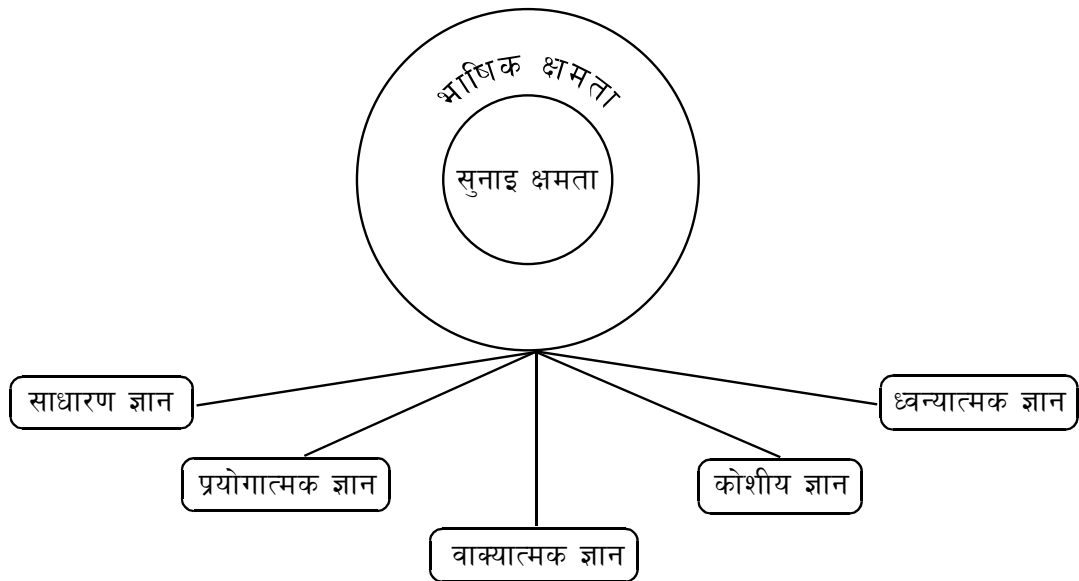 भाषिक क्षमता
सुनाइ क्षमता
साधारण ज्ञान
ध्वन्यात्मक ज्ञान
प्रयोगात्मक ज्ञान
कोशीय ज्ञान
वाक्यात्मक ज्ञान